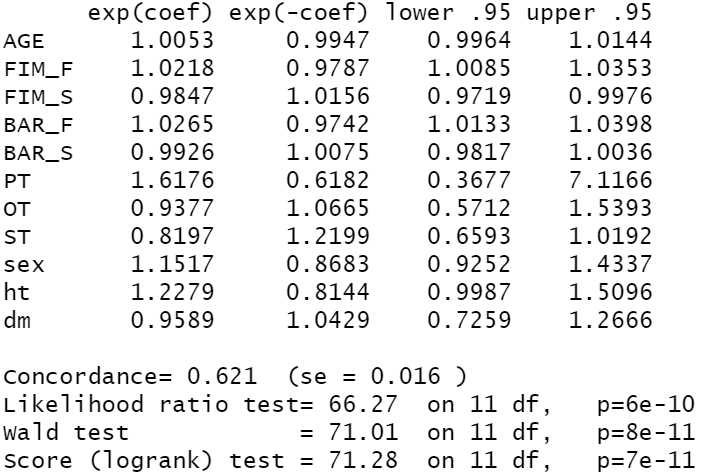 exp(coef) exp(-coef) lower .95 upper .95
AGE 1.0053 0.9947 0.9964 1.0144
FIM_F 1.0218 0.9787 1.0085 1.0353
FIM_S 0.9847 1.0156 0.9719 0.9976
BAR_F 1.0265 0.9742 1.0133 1.0398
BAR_S 0.9926 1.0075 0.9817 1.0036
PT 1.6176 0.6182 0.3677 7.1166
OT 0.9377 1.0665 0.5712 1.5393
ST 0.8197 1.2199 0.6593 1.0192
sex 1.1517 0.8683 0.9252 1.4337
ht 1.2279 0.8144 0.9987 1.5096
dm 0.9589 1.0429 0.7259 1.2666
Concordance= 0.621 (se = 0.016 )
Likelihood ratio test= 66.27 on 11 df, p=6e-10
Wald test = 71.01 on 11 df, p=8e-11
Score (logrank) test = 71.28 on 11 df, p=7e-11